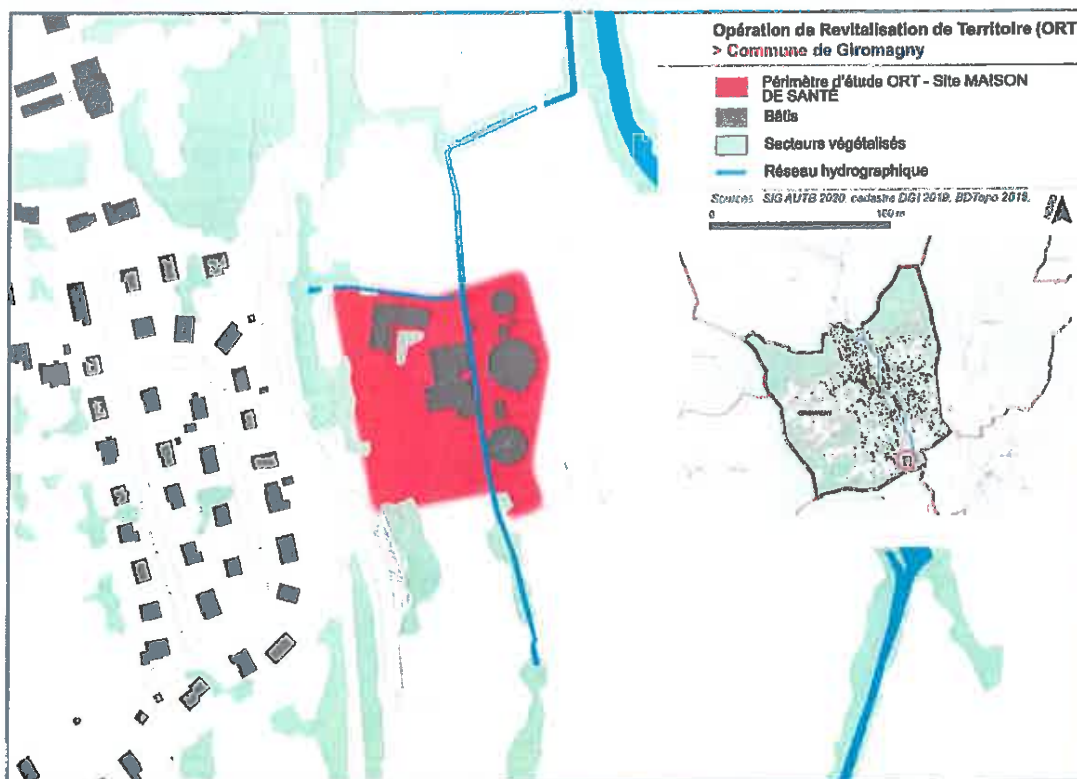 Opération de Revitalisation de Territoire (ORT
> Commune de Giromagny
Périmètre d'étude ORT - Site MAISON
DE SANTÉ
Bâtis
Secteurs végétalisés
Réseau hydrographique
Sources SIG AUTB 2020, cadastre DGI 2019, BDTopo 2019.
0 100 m